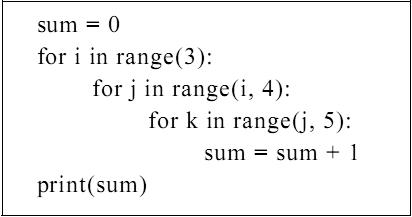 sum = 0
for i in range(3):
for j in range(i, 4):
for k in range(j, 5):
sum = sum + 1
print(sum)